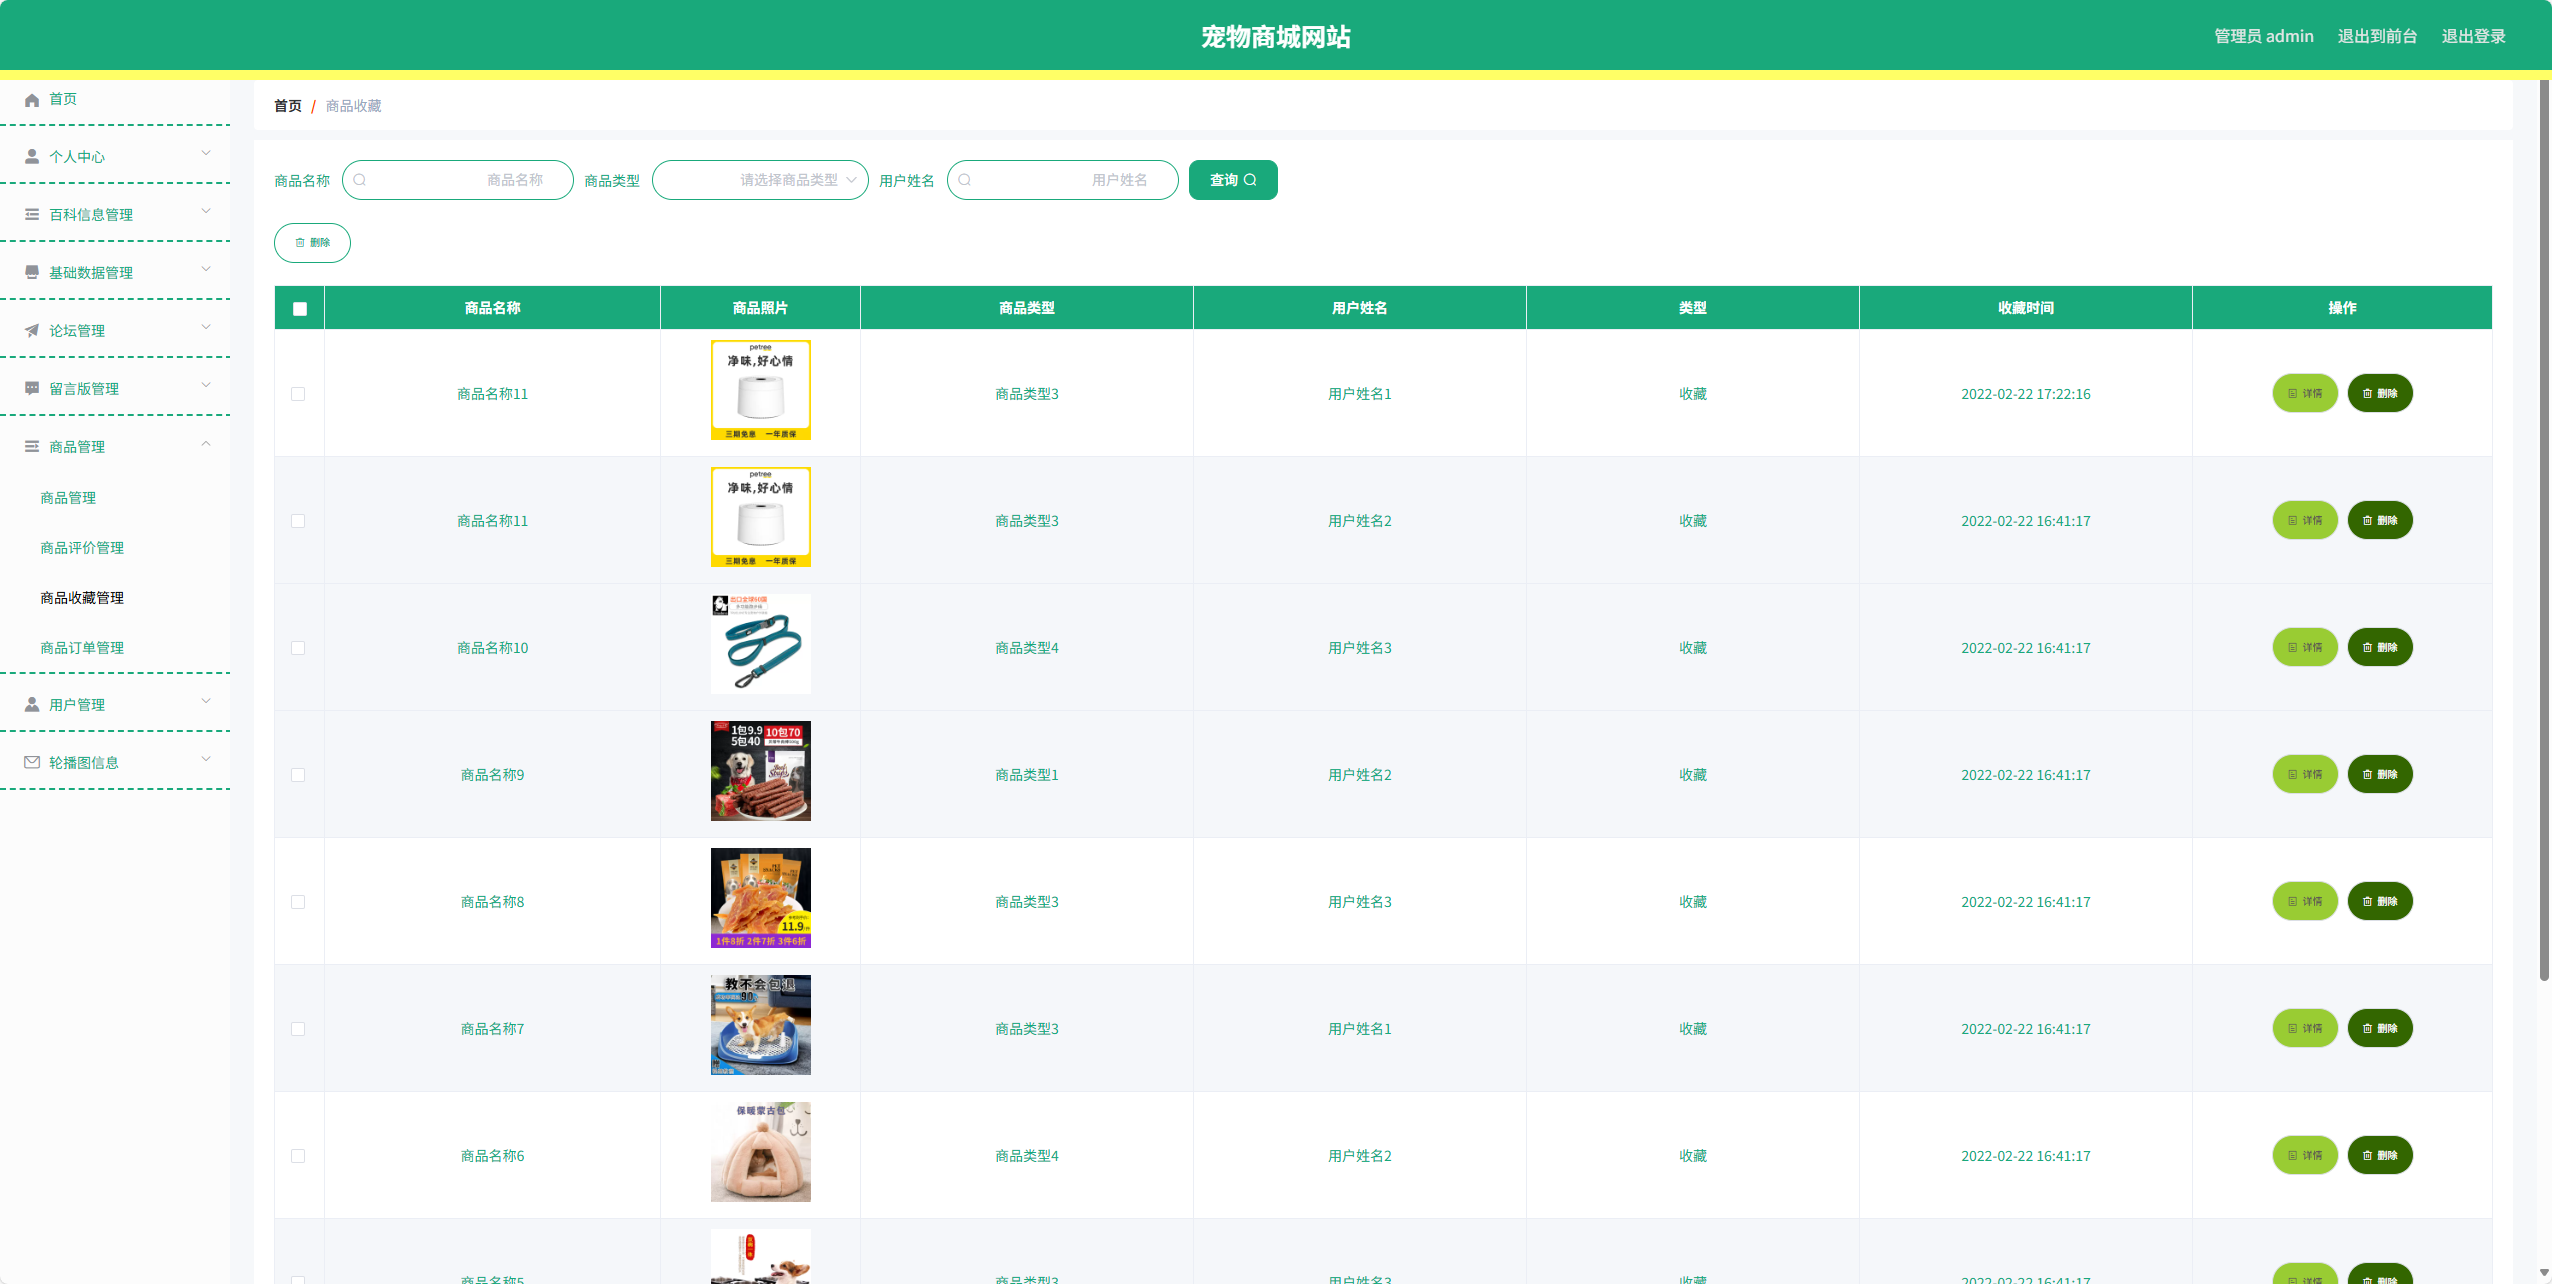 宠物商城网站
管理员 admin 退出到前台 退出登录
首页
个人中心
百科信息管理
基础数据管理
论坛管理
留言版管理
商品管理
商品管理
商品评价管理
商品收藏管理
商品订单管理
用户管理
轮播图信息
首页 / 商品收藏
商品名称 商品名称 商品类型 请选择商品类型 用户姓名 用户姓名 查询
删除
商品名称 商品照片 商品类型 用户姓名 类型 收藏时间 操作
petree
净味,好心情
三期免息 一年质保
商品名称11 商品类型3 用户姓名1 收藏 2022-02-22 17:22:16 详情 删除
petree
净味,好心情
三期免息 一年质保
商品名称11 商品类型3 用户姓名2 收藏 2022-02-22 16:41:17 详情 删除
出口全球60国
商品名称10 商品类型4 用户姓名3 收藏 2022-02-22 16:41:17 详情 删除
1包9.9 10包70
5包40
商品名称9 商品类型1 用户姓名2 收藏 2022-02-22 16:41:17 详情 删除
11.9
1件8折 2件7折 3件6折
商品名称8 商品类型3 用户姓名3 收藏 2022-02-22 16:41:17 详情 删除
教不会包退
商品名称7 商品类型3 用户姓名1 收藏 2022-02-22 16:41:17 详情 删除
保暖蒙古包
商品名称6 商品类型4 用户姓名2 收藏 2022-02-22 16:41:17 详情 删除
商品名称5 商品类型3 用户姓名3 收藏 2022-02-22 16:41:17 详情 删除